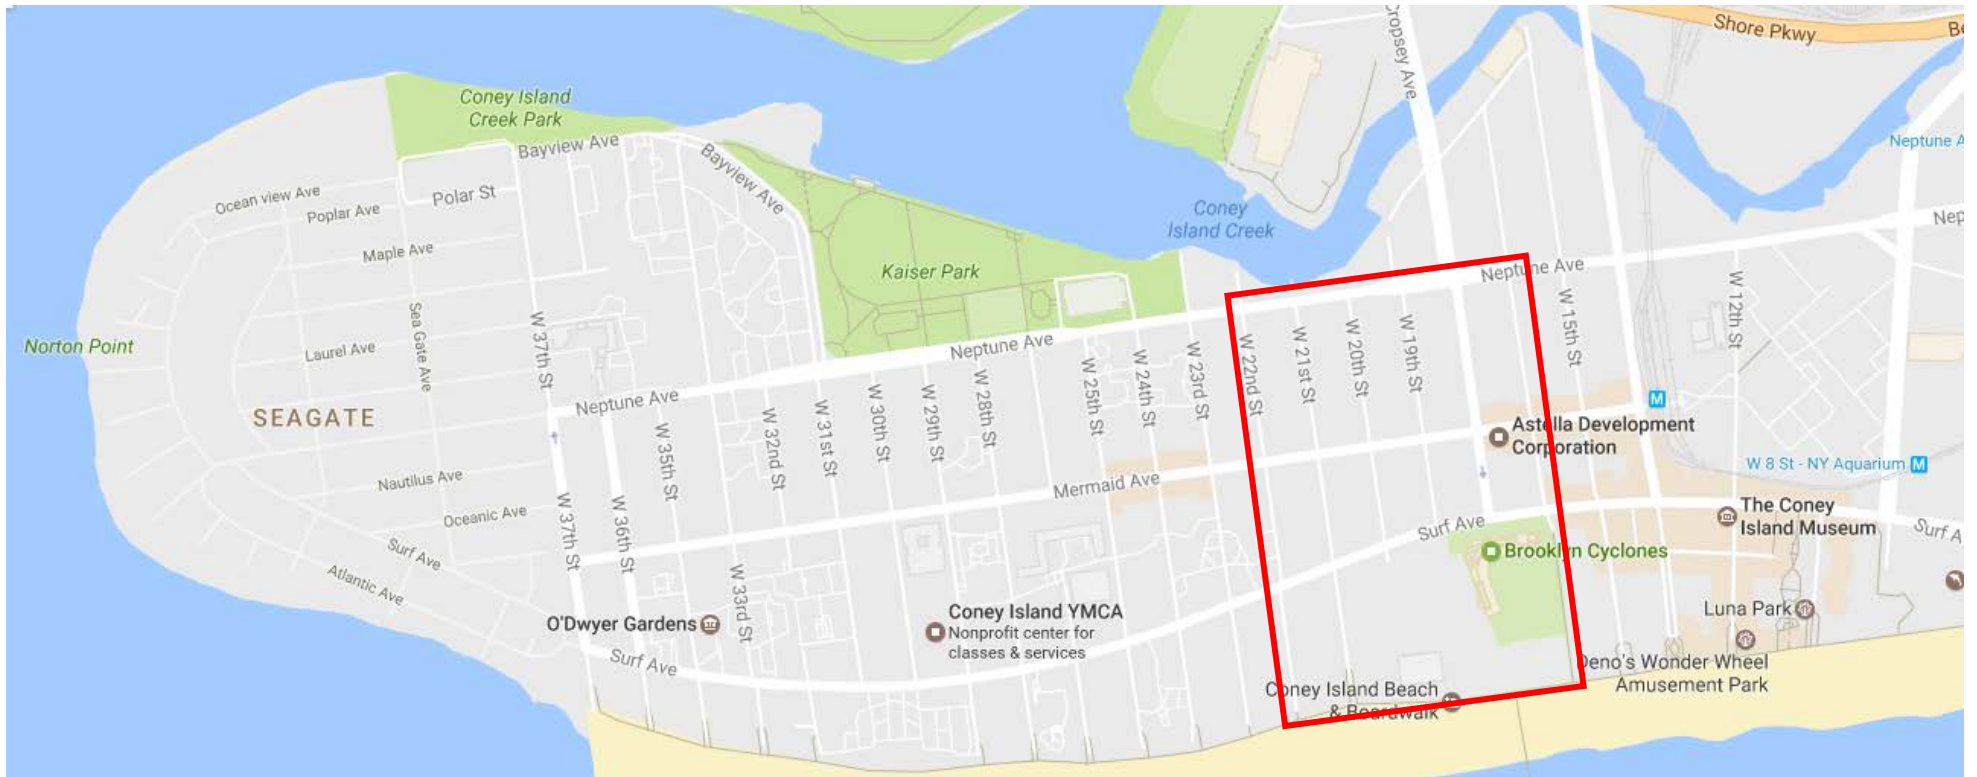 Cropsey Ave
Shore Pkwy
Be
Coney Island
Creek Park
Bayview Ave
Bayview Ave
Neptune A
Ocean view Ave
Polar St
Poplar Ave
Coney
Island Creek
Nep
Maple Ave
Kaiser Park
Neptune Ave
W 12th St
Norton Point
Sea Gate Ave
Laurel Ave
W 37th St
Neptune Ave
W 25th St
W 24th St
W 23rd St
W 22nd St
W 21st St
W 20th St
W 19th St
W 15th St
SEAGATE
Neptune Ave
W 35th St
W 32nd St
W 31st St
W 30th St
W 29th St
W 28th St
M
Astella Development
Corporation
W 8 St - NY Aquarium M
Nautilus Ave
Mermaid Ave
Oceanic Ave
W 37th St
W 36th St
The Coney
Island Museum
Surf Ave
Surf A
Surf Ave
Brooklyn Cyclones
Atlantic Ave
W 33rd St
O'Dwyer Gardens
Coney Island YMCA
Nonprofit center for
classes & services
Luna Park
Surf Ave
Deno's Wonder Wheel
Amusement Park
Coney Island Beach
& Boardwalk